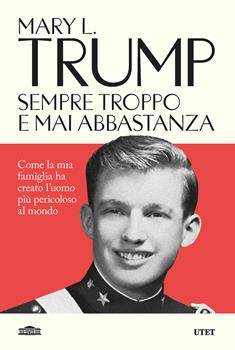 MARY L.
TRUMP
SEMPRE TROPPO
E MAI ABBASTANZA
Come la mia
famiglia ha
creato l'uomo
più pericoloso
al mondo
UTET